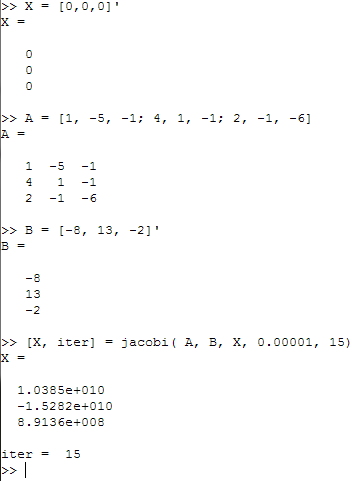 >> X = [0,0,0]'
X =
0
0
0
>> A = [1, -5, -1; 4, 1, -1; 2, -1, -6]
A =
1 -5 -1
4 1 -1
2 -1 -6
>> B = [-8, 13, -2]'
B =
-8
13
-2
>> [X, iter] = jacobi( A, B, X, 0.00001, 15)
X =
1.0385e+010
-1.5282e+010
8.9136e+008
iter = 15
>>